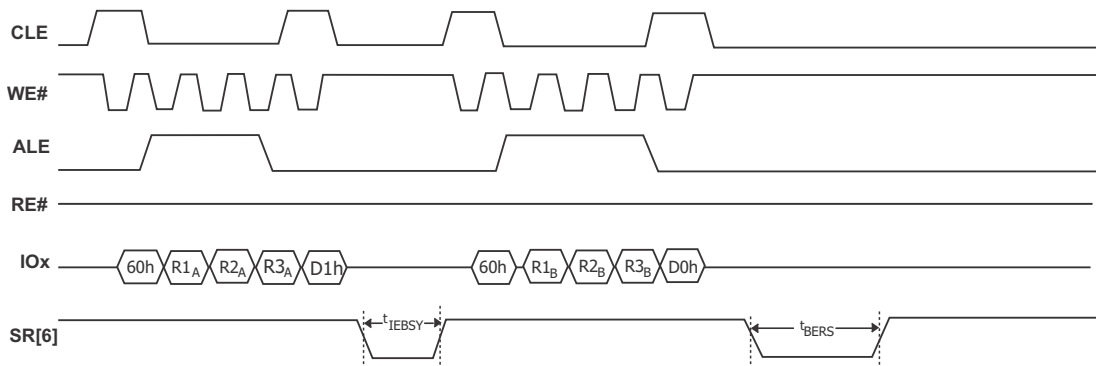 CLE
WE#
ALE
RE#
IOx 60h R1A R2A R3A D1h 60h R1B R2B R3B D0h
SR[6] tIEBSY tBERS